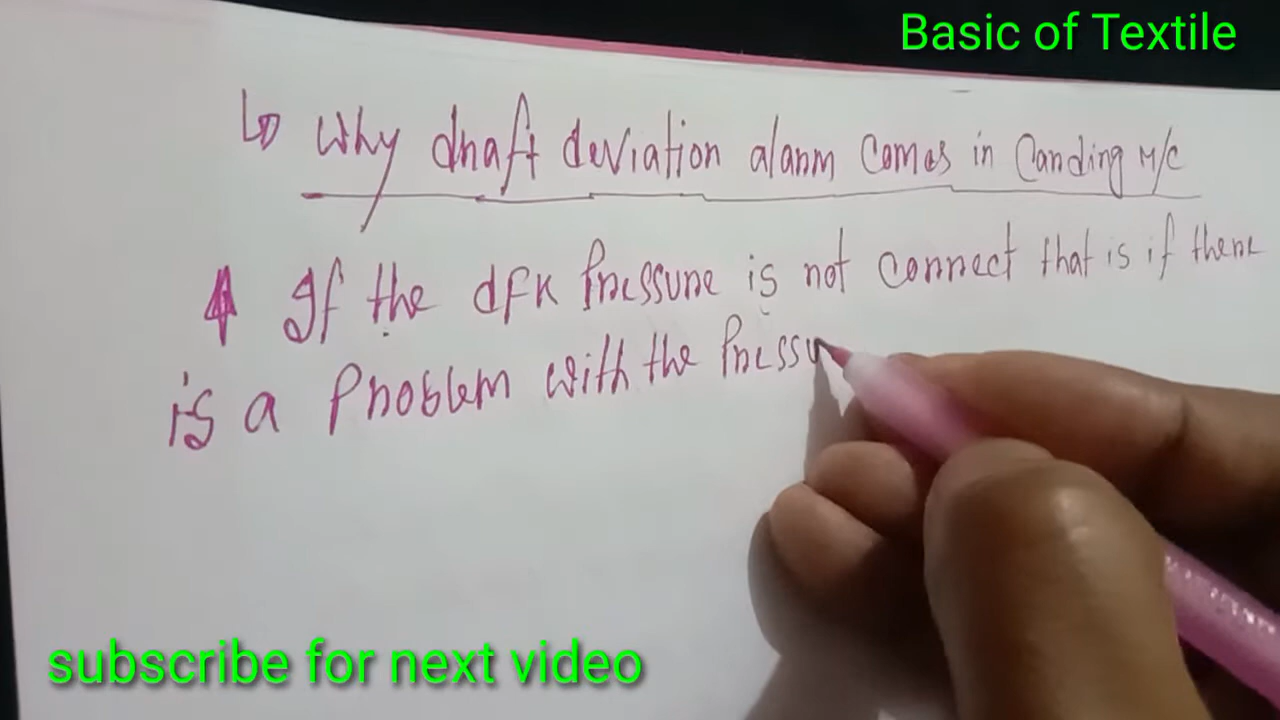 Basic of Textile
Why draft deviation alarm comes in Carding M/C
If the dFK Pressure is not correct that is if there
is a Problem with the Pressu
subscribe for next video